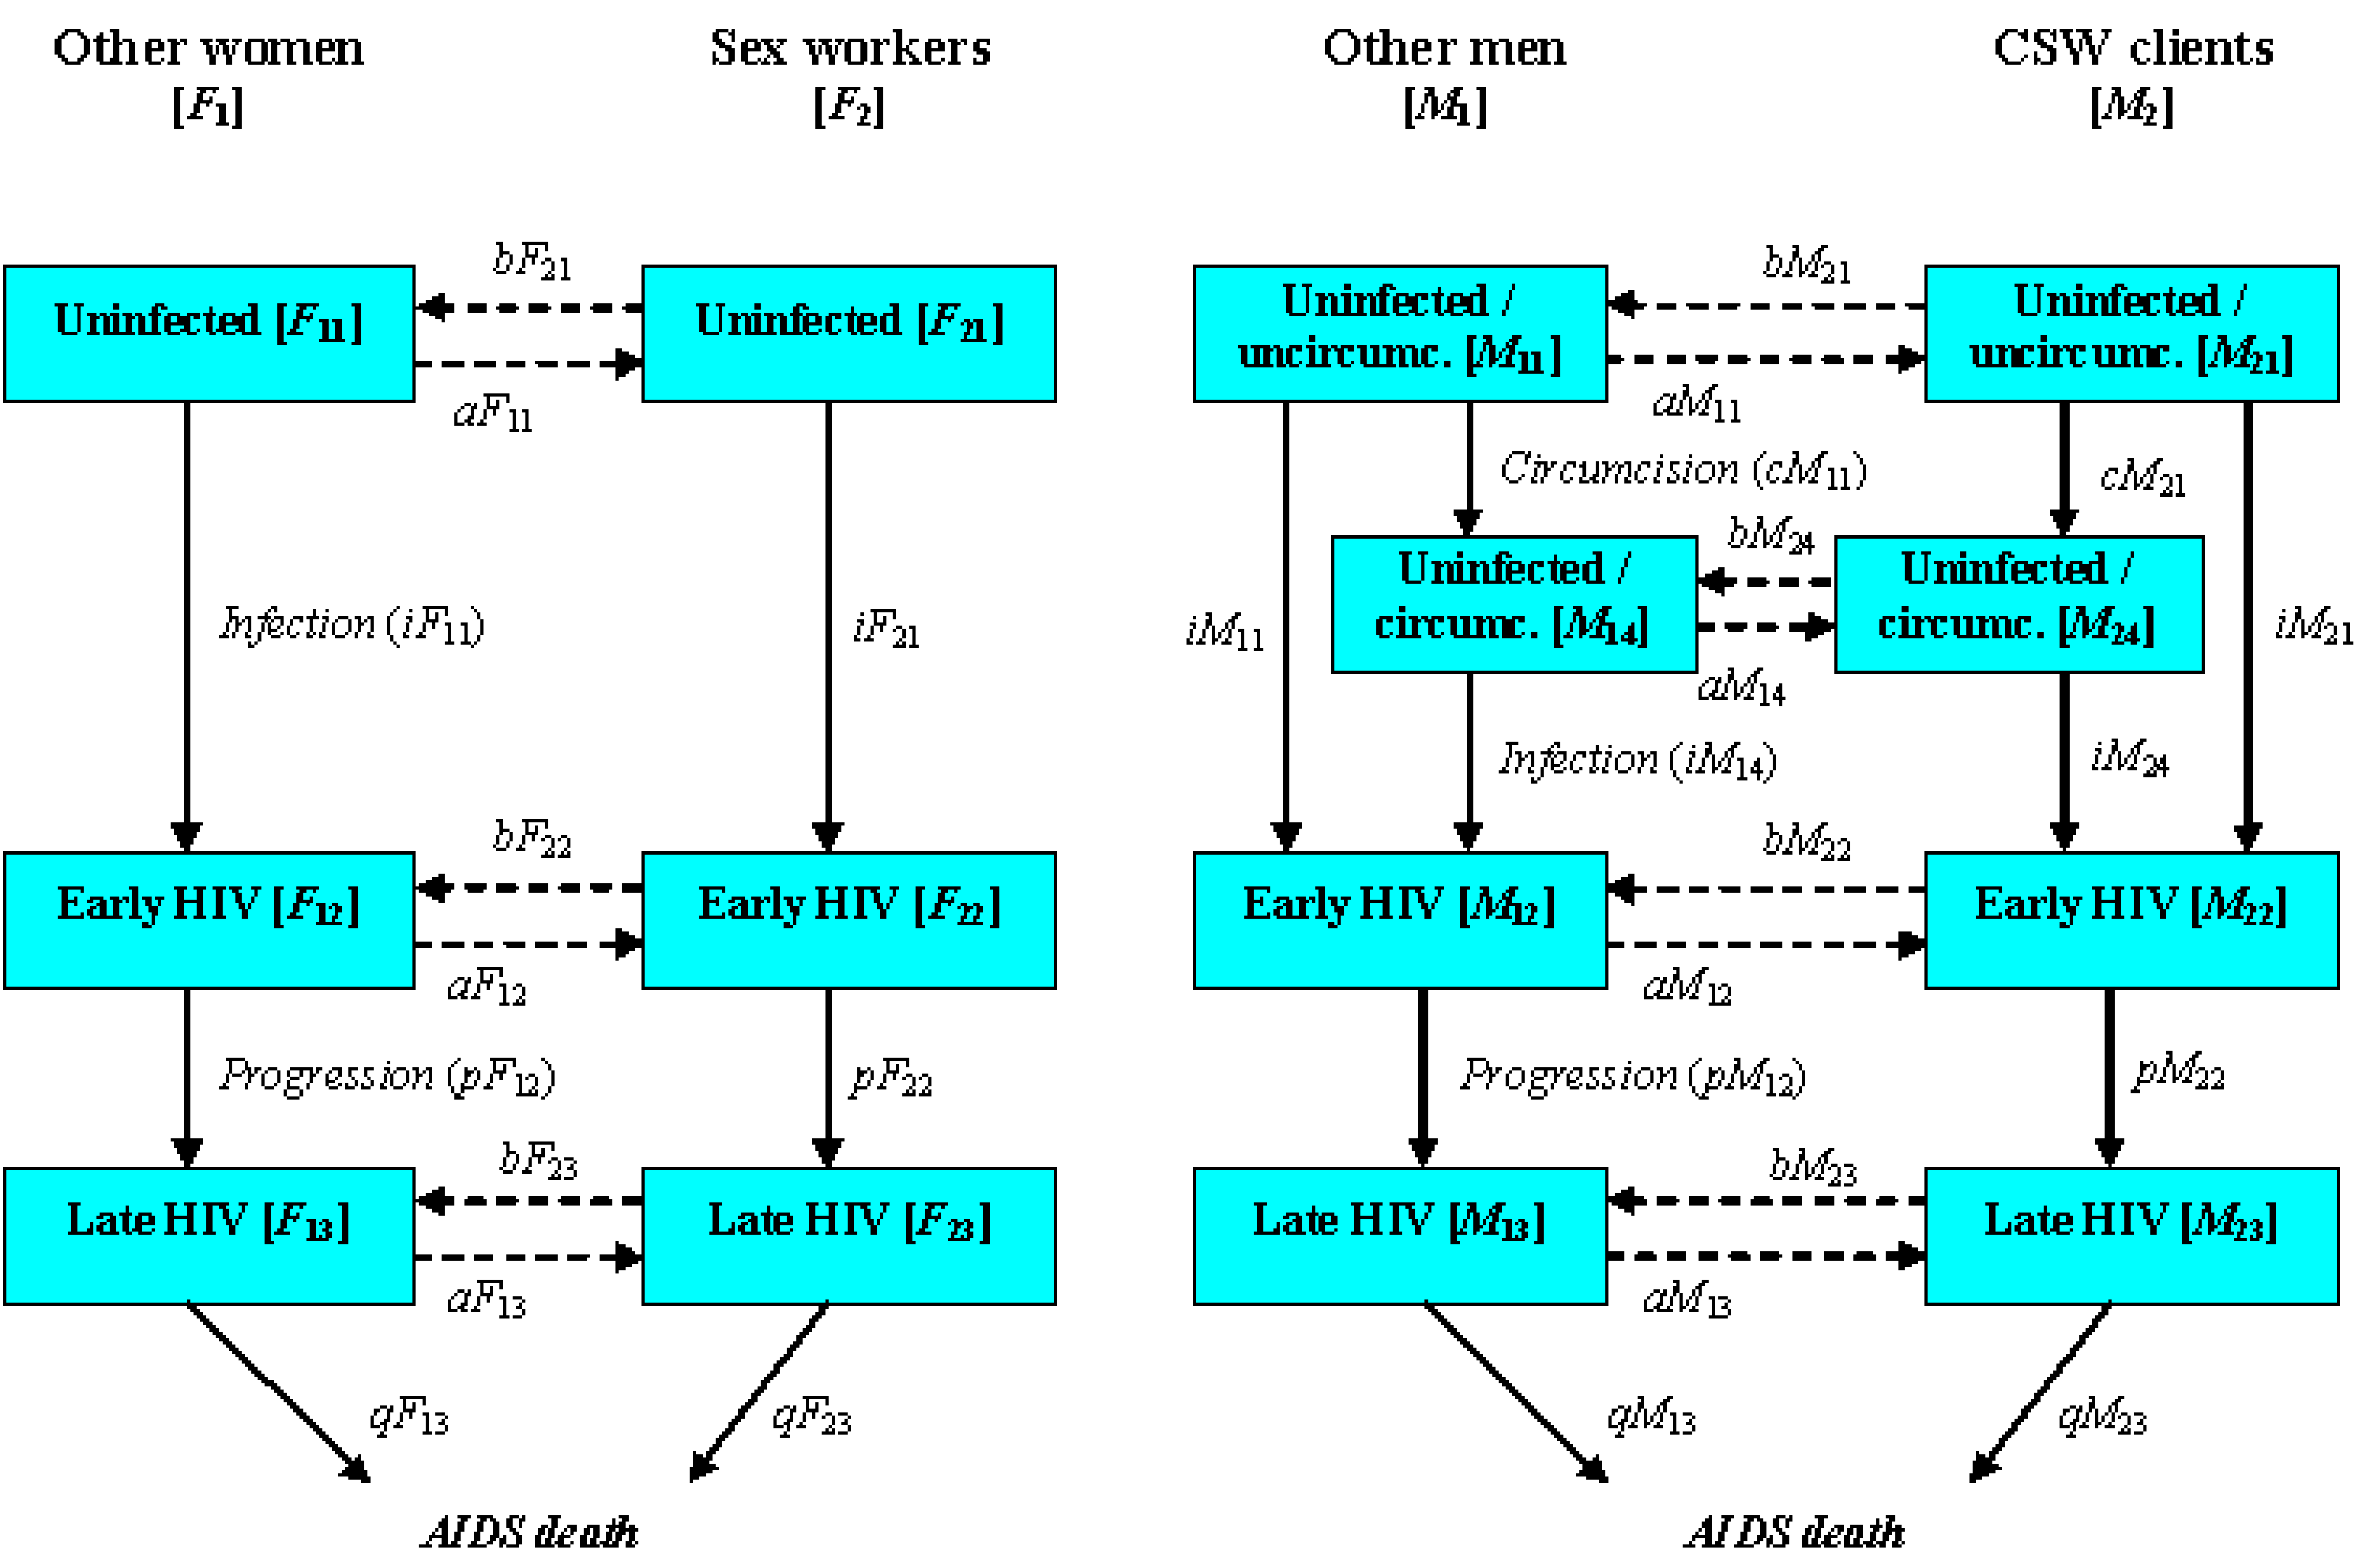 Other women
[F₁]
Sex workers
[F₂]
Other men
[M₁]
CSW clients
[M₂]
bF₂₁
bM₂₁
Uninfected [F₁₁]
Uninfected [F₂₁]
Uninfected /
uncircumc. [M₁₁]
Uninfected /
uncircumc. [M₂₁]
aF₁₁
aM₁₁
Circumcision (cM₁₁)
cM₂₁
bM₂₄
Uninfected /
circumc. [M₁₄]
Uninfected /
circumc. [M₂₄]
Infection (iF₁₁)
iF₂₁
iM₁₁
iM₂₁
aM₁₄
Infection (iM₁₄)
iM₂₄
bF₂₂
bM₂₂
Early HIV [F₁₂]
Early HIV [F₂₂]
Early HIV [M₁₂]
Early HIV [M₂₂]
aF₁₂
aM₁₂
Progression (pF₁₂)
pF₂₂
Progression (pM₁₂)
pM₂₂
bF₂₃
bM₂₃
Late HIV [F₁₃]
Late HIV [F₂₃]
Late HIV [M₁₃]
Late HIV [M₂₃]
aF₁₃
aM₁₃
qF₁₃
qF₂₃
qM₁₃
qM₂₃
AIDS death
AIDS death